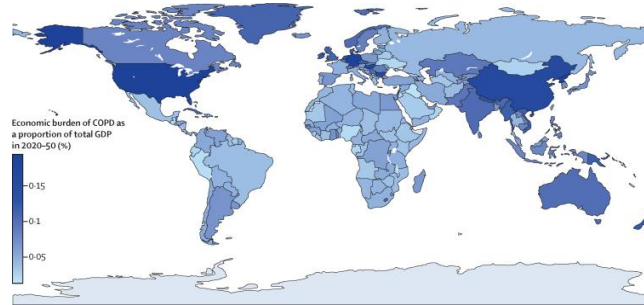 Economic burden of COPD as
a proportion of total GDP
in 2020–50 (%)
0·15
0·1
0·05